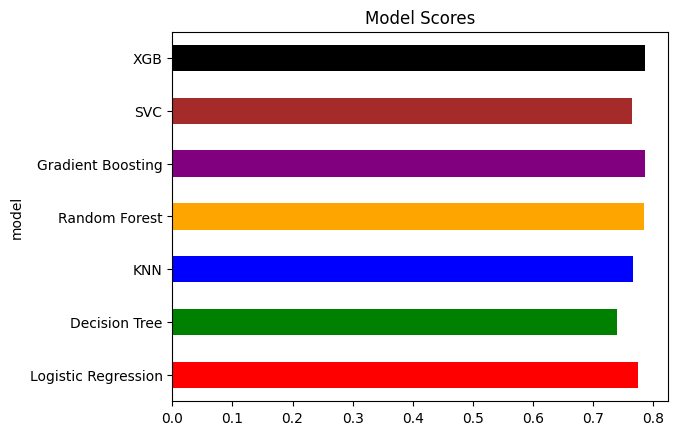 Model Scores
XGB
SVC
Gradient Boosting
Random Forest
KNN
Decision Tree
Logistic Regression
model
0.0 0.1 0.2 0.3 0.4 0.5 0.6 0.7 0.8